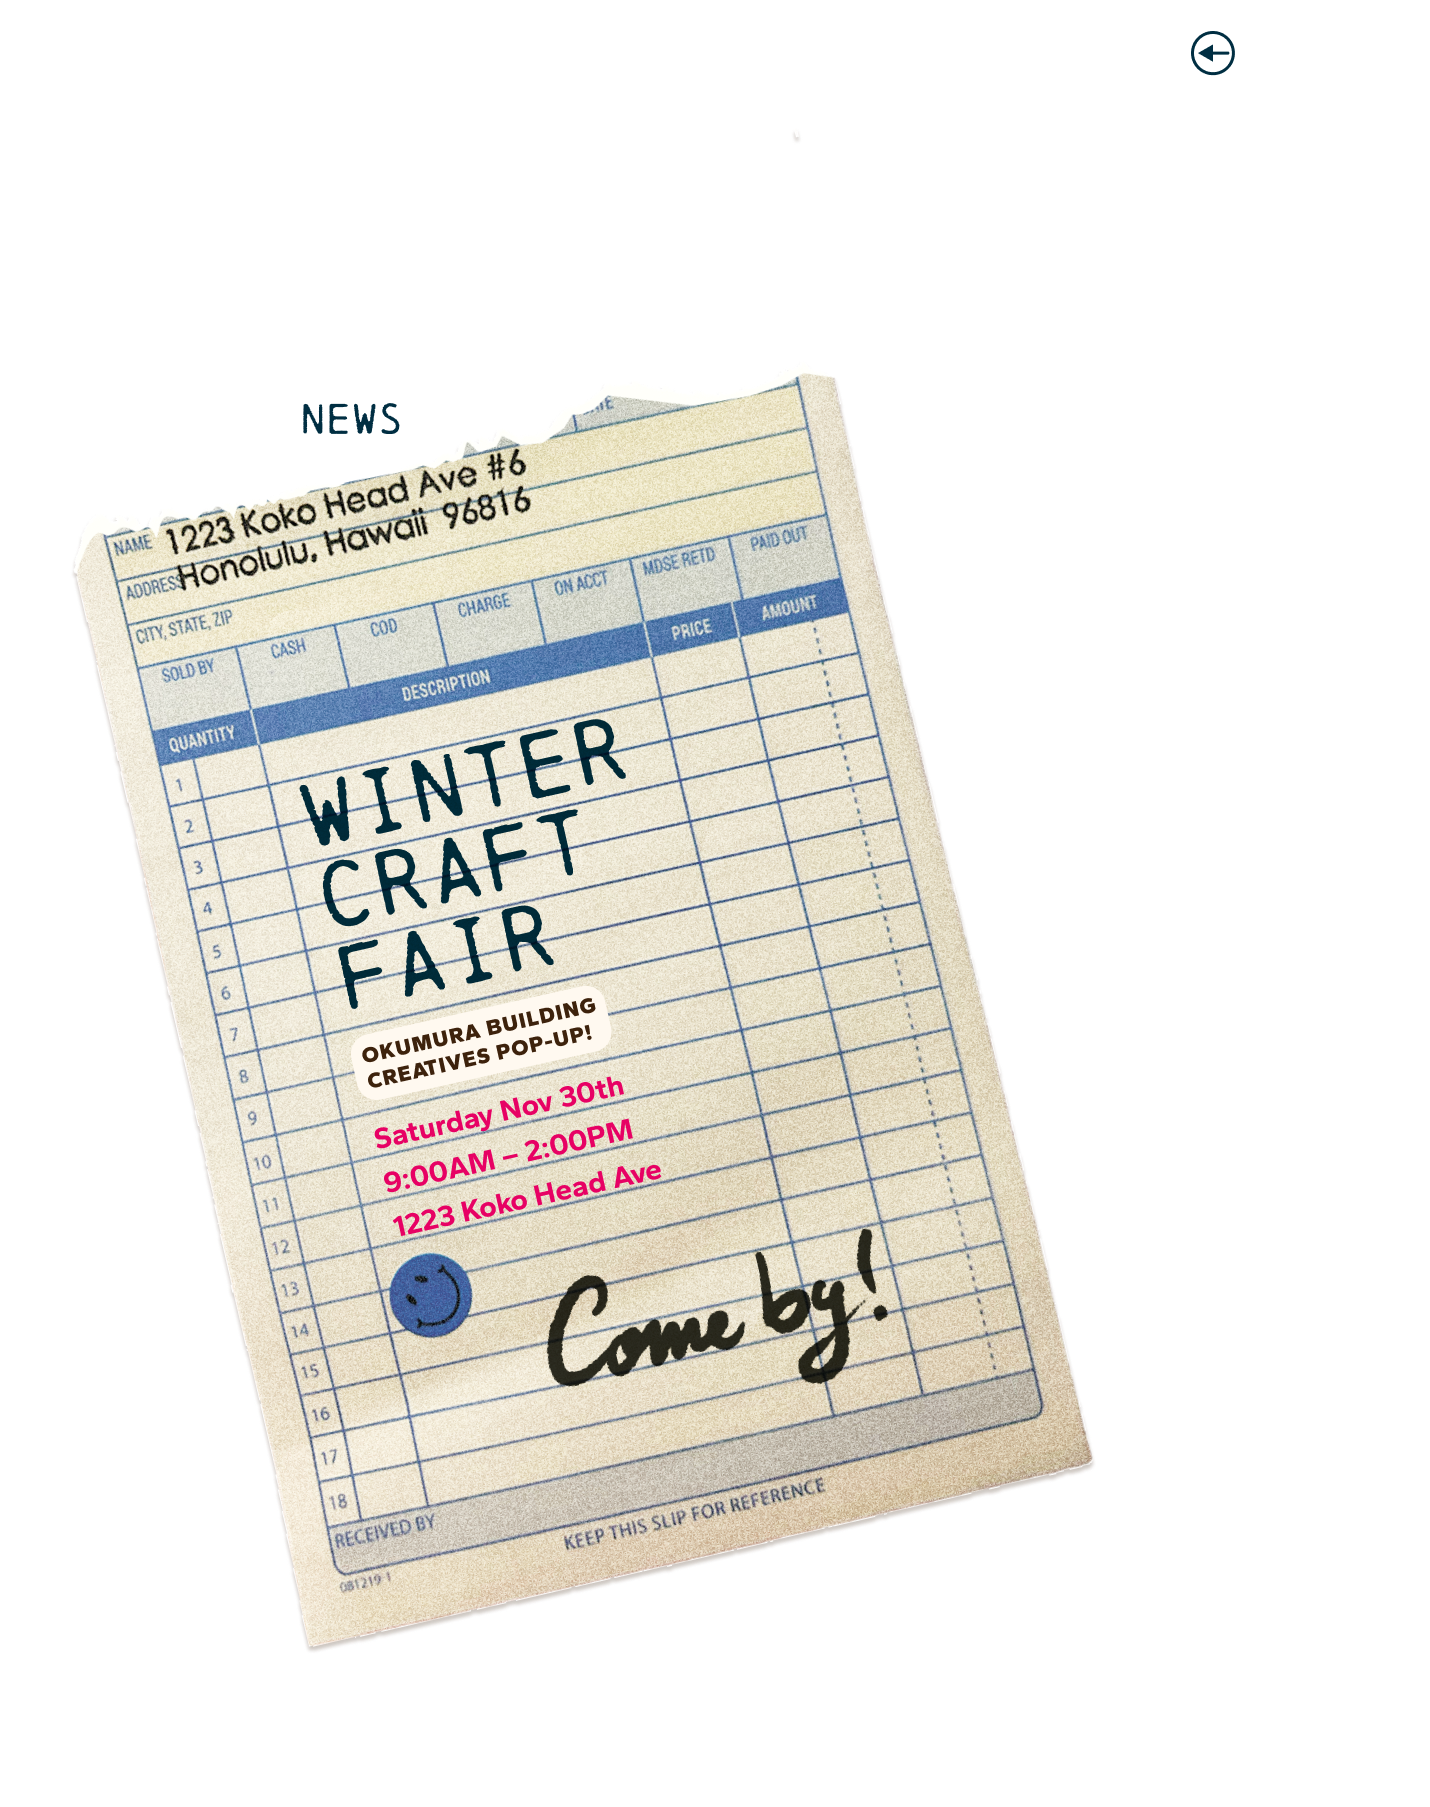 NEWS
1223 Koko Head Ave #6
Honolulu, Hawaii 96816
NAME
ADDRESS
CITY, STATE, ZIP
SOLD BY
CASH
COD
CHARGE
ON ACCT
MDSE RETD
PAID OUT
QUANTITY
DESCRIPTION
PRICE
AMOUNT
1
2
3
4
5
6
7
8
9
10
11
12
13
14
15
16
17
18
WINTER
CRAFT
FAIR
OKUMURA BUILDING
CREATIVES POP-UP!
Saturday Nov 30th
9:00AM – 2:00PM
1223 Koko Head Ave
Come by!
RECEIVED BY
KEEP THIS SLIP FOR REFERENCE
081219-1